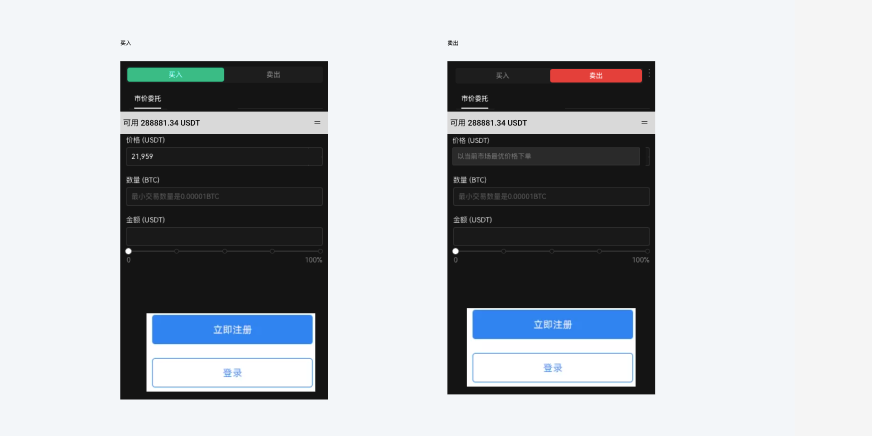 买入
买入 卖出
市价委托
可用 288881.34 USDT
价格 (USDT)
21,959
数量 (BTC)
最小交易数量是0.00001BTC
金额 (USDT)
0 100%
立即注册
登录
卖出
买入 卖出
市价委托
可用 288881.34 USDT
价格 (USDT)
以当前市场最优价格下单
数量 (BTC)
最小交易数量是0.00001BTC
金额 (USDT)
0 100%
立即注册
登录